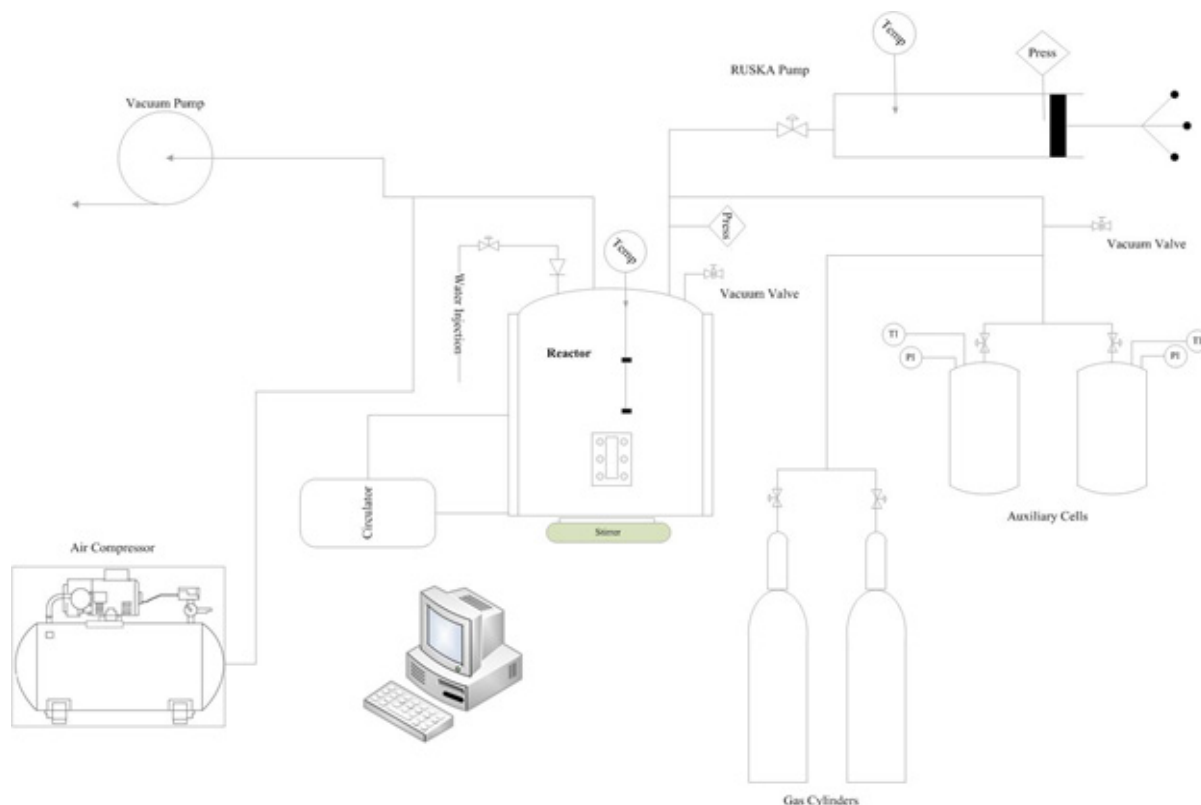 Temp
Press
RUSKA Pump
Vacuum Pump
Press
Vacuum Valve
Temp
Vacuum Valve
Water Injection
TI
PI
TI
PI
Reactor
Circulator
Auxiliary Cells
Stirrer
Air Compressor
Gas Cylinders